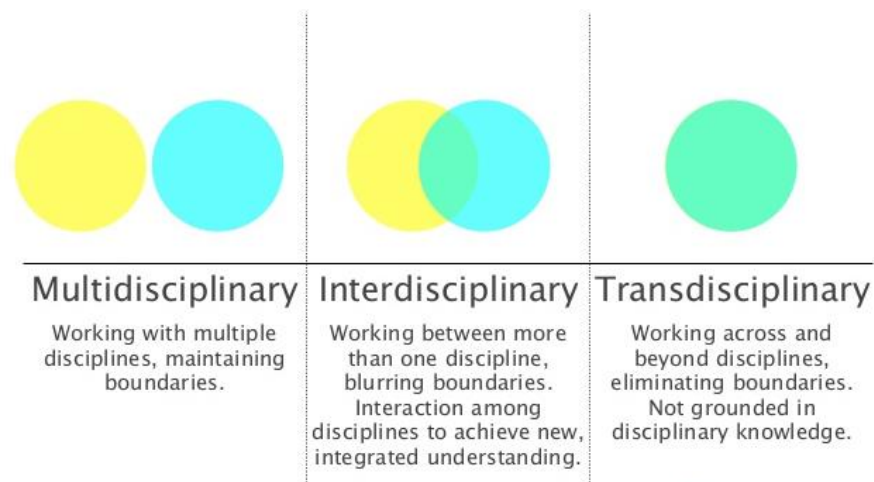 Multidisciplinary
Working with multiple
disciplines, maintaining
boundaries.
Interdisciplinary
Working between more
than one discipline,
blurring boundaries.
Interaction among
disciplines to achieve new,
integrated understanding.
Transdisciplinary
Working across and
beyond disciplines,
eliminating boundaries.
Not grounded in
disciplinary knowledge.